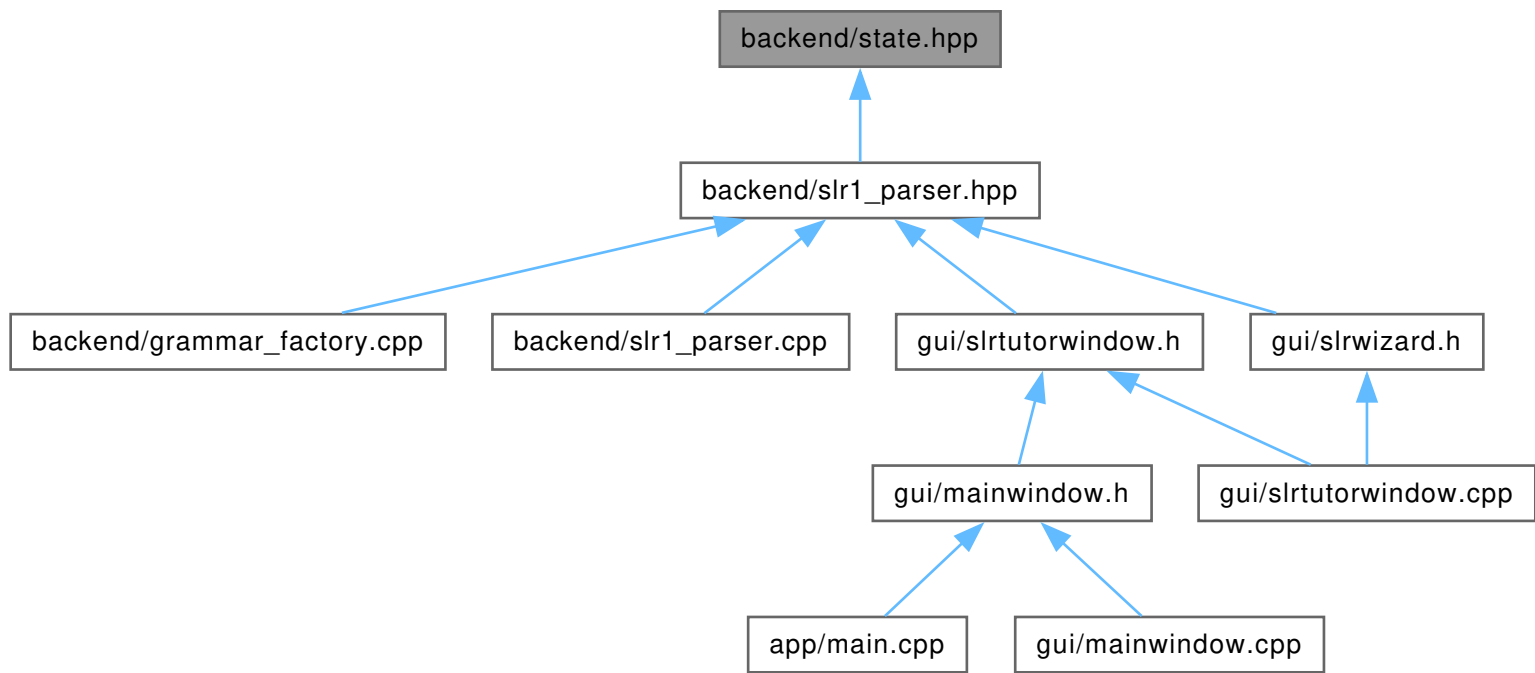 backend/state.hpp
backend/slr1_parser.hpp
backend/grammar_factory.cpp
backend/slr1_parser.cpp
gui/slrtutorwindow.h
gui/slrwizard.h
gui/mainwindow.h
gui/slrtutorwindow.cpp
app/main.cpp
gui/mainwindow.cpp